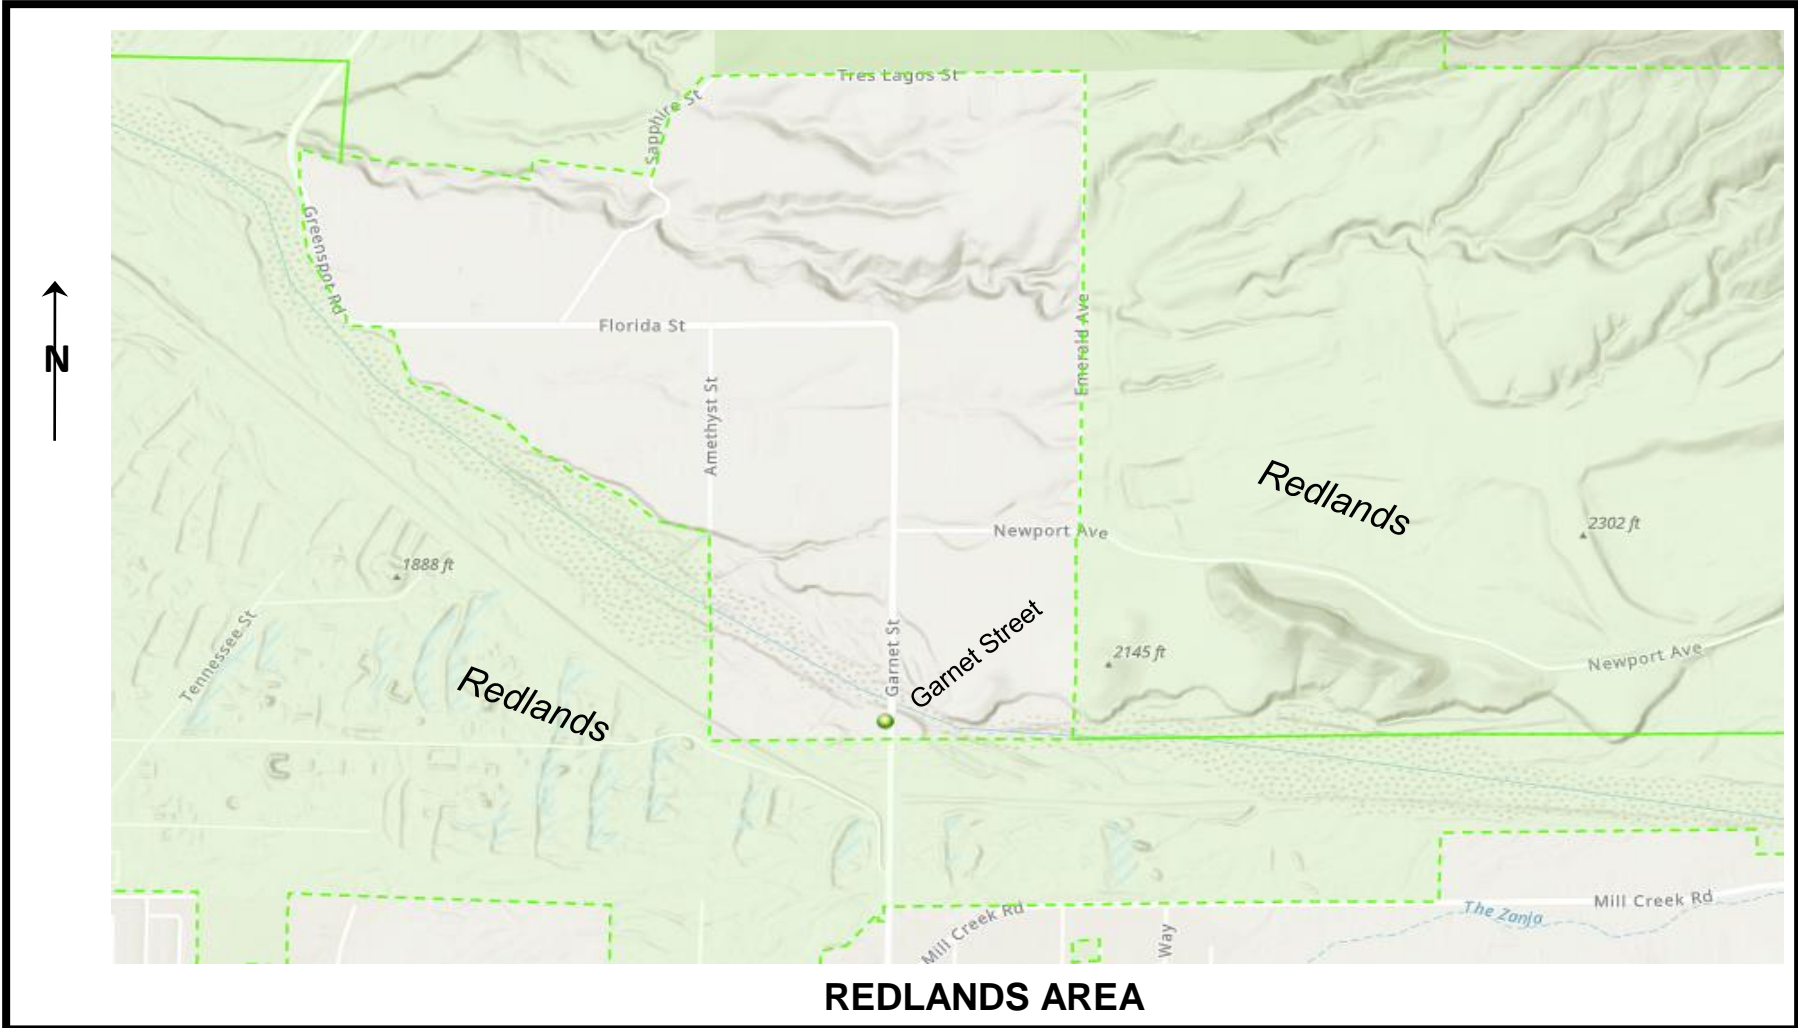 Tres Lagos St
Sapphire St
Greenspot Rd
Florida St
Emerald Ave
N
Amethyst St
Redlands
2302 ft
Newport Ave
1888 ft
Garnet Street
Tennessee St
Garnet St
2145 ft
Newport Ave
Redlands
Mill Creek Rd
The Zanja
Mill Creek Rd
Way
REDLANDS AREA